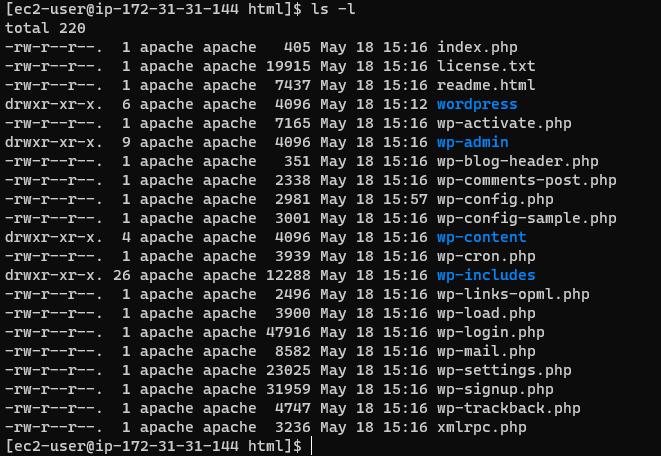 [ec2-user@ip-172-31-31-144 html]$ ls -l
total 220
-rw-r--r--.  1 apache apache   405 May 18 15:16 index.php
-rw-r--r--.  1 apache apache 19915 May 18 15:16 license.txt
-rw-r--r--.  1 apache apache  7437 May 18 15:16 readme.html
drwxr-xr-x.  6 apache apache  4096 May 18 15:12 wordpress
-rw-r--r--.  1 apache apache  7165 May 18 15:16 wp-activate.php
drwxr-xr-x.  9 apache apache  4096 May 18 15:16 wp-admin
-rw-r--r--.  1 apache apache   351 May 18 15:16 wp-blog-header.php
-rw-r--r--.  1 apache apache  2338 May 18 15:16 wp-comments-post.php
-rw-r--r--.  1 apache apache  2981 May 18 15:57 wp-config.php
-rw-r--r--.  1 apache apache  3001 May 18 15:16 wp-config-sample.php
drwxr-xr-x.  4 apache apache  4096 May 18 15:16 wp-content
-rw-r--r--.  1 apache apache  3939 May 18 15:16 wp-cron.php
drwxr-xr-x. 26 apache apache 12288 May 18 15:16 wp-includes
-rw-r--r--.  1 apache apache  2496 May 18 15:16 wp-links-opml.php
-rw-r--r--.  1 apache apache  3900 May 18 15:16 wp-load.php
-rw-r--r--.  1 apache apache 47916 May 18 15:16 wp-login.php
-rw-r--r--.  1 apache apache  8582 May 18 15:16 wp-mail.php
-rw-r--r--.  1 apache apache 23025 May 18 15:16 wp-settings.php
-rw-r--r--.  1 apache apache 31959 May 18 15:16 wp-signup.php
-rw-r--r--.  1 apache apache  4747 May 18 15:16 wp-trackback.php
-rw-r--r--.  1 apache apache  3236 May 18 15:16 xmlrpc.php
[ec2-user@ip-172-31-31-144 html]$